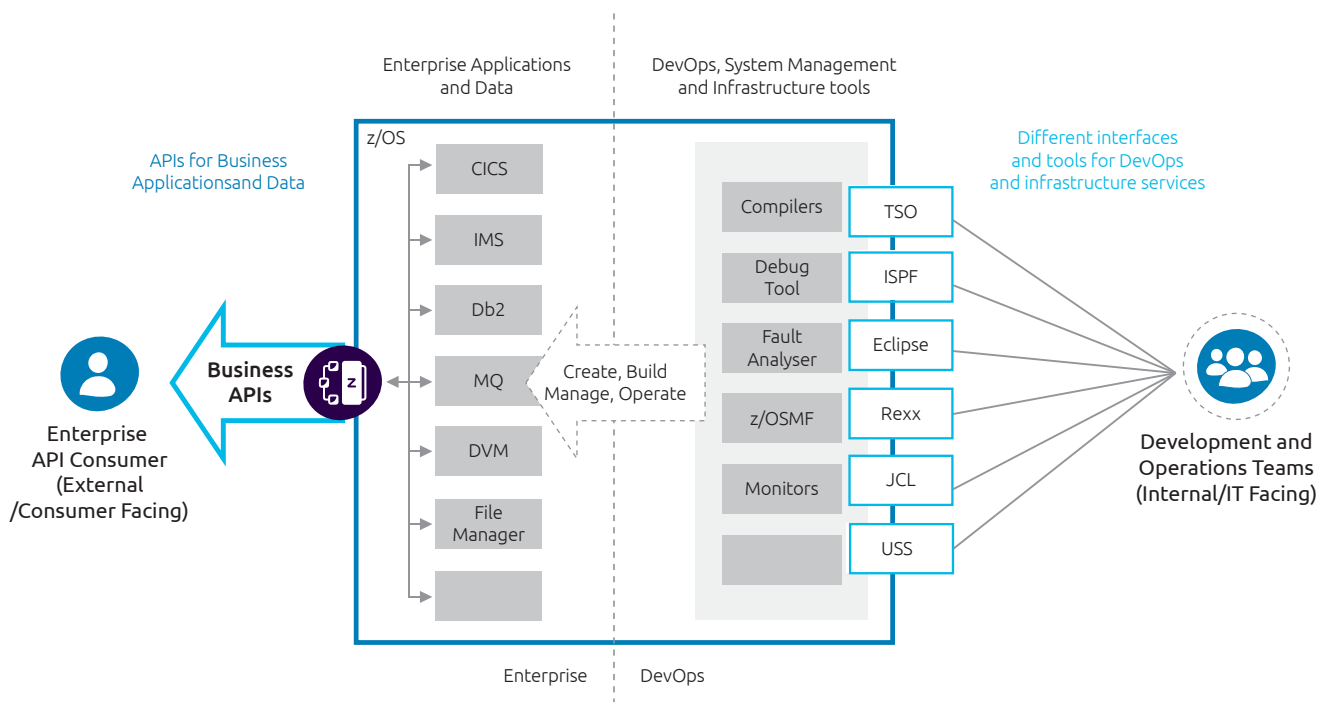 Enterprise Applications
and Data
DevOps, System Management
and Infrastructure tools
APIs for Business
Applicationsand Data
z/OS
CICS
IMS
Db2
MQ
DVM
File
Manager
Business
APIs
z
Enterprise
API Consumer
(External
/Consumer Facing)
Create, Build
Manage, Operate
Compilers
Debug
Tool
Fault
Analyser
z/OSMF
Monitors
TSO
ISPF
Eclipse
Rexx
JCL
USS
Different interfaces
and tools for DevOps
and infrastructure services
Development and
Operations Teams
(Internal/IT Facing)
Enterprise
DevOps